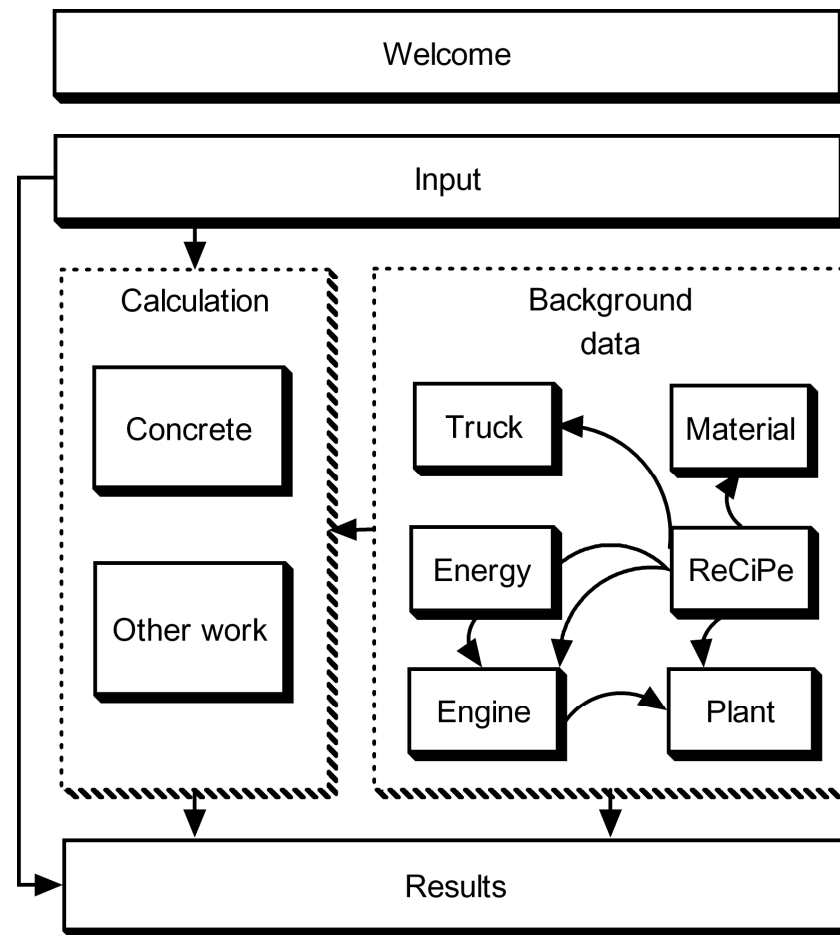 Welcome
Input
Calculation
Concrete
Other work
Background
data
Truck
Material
Energy
ReCiPe
Engine
Plant
Results